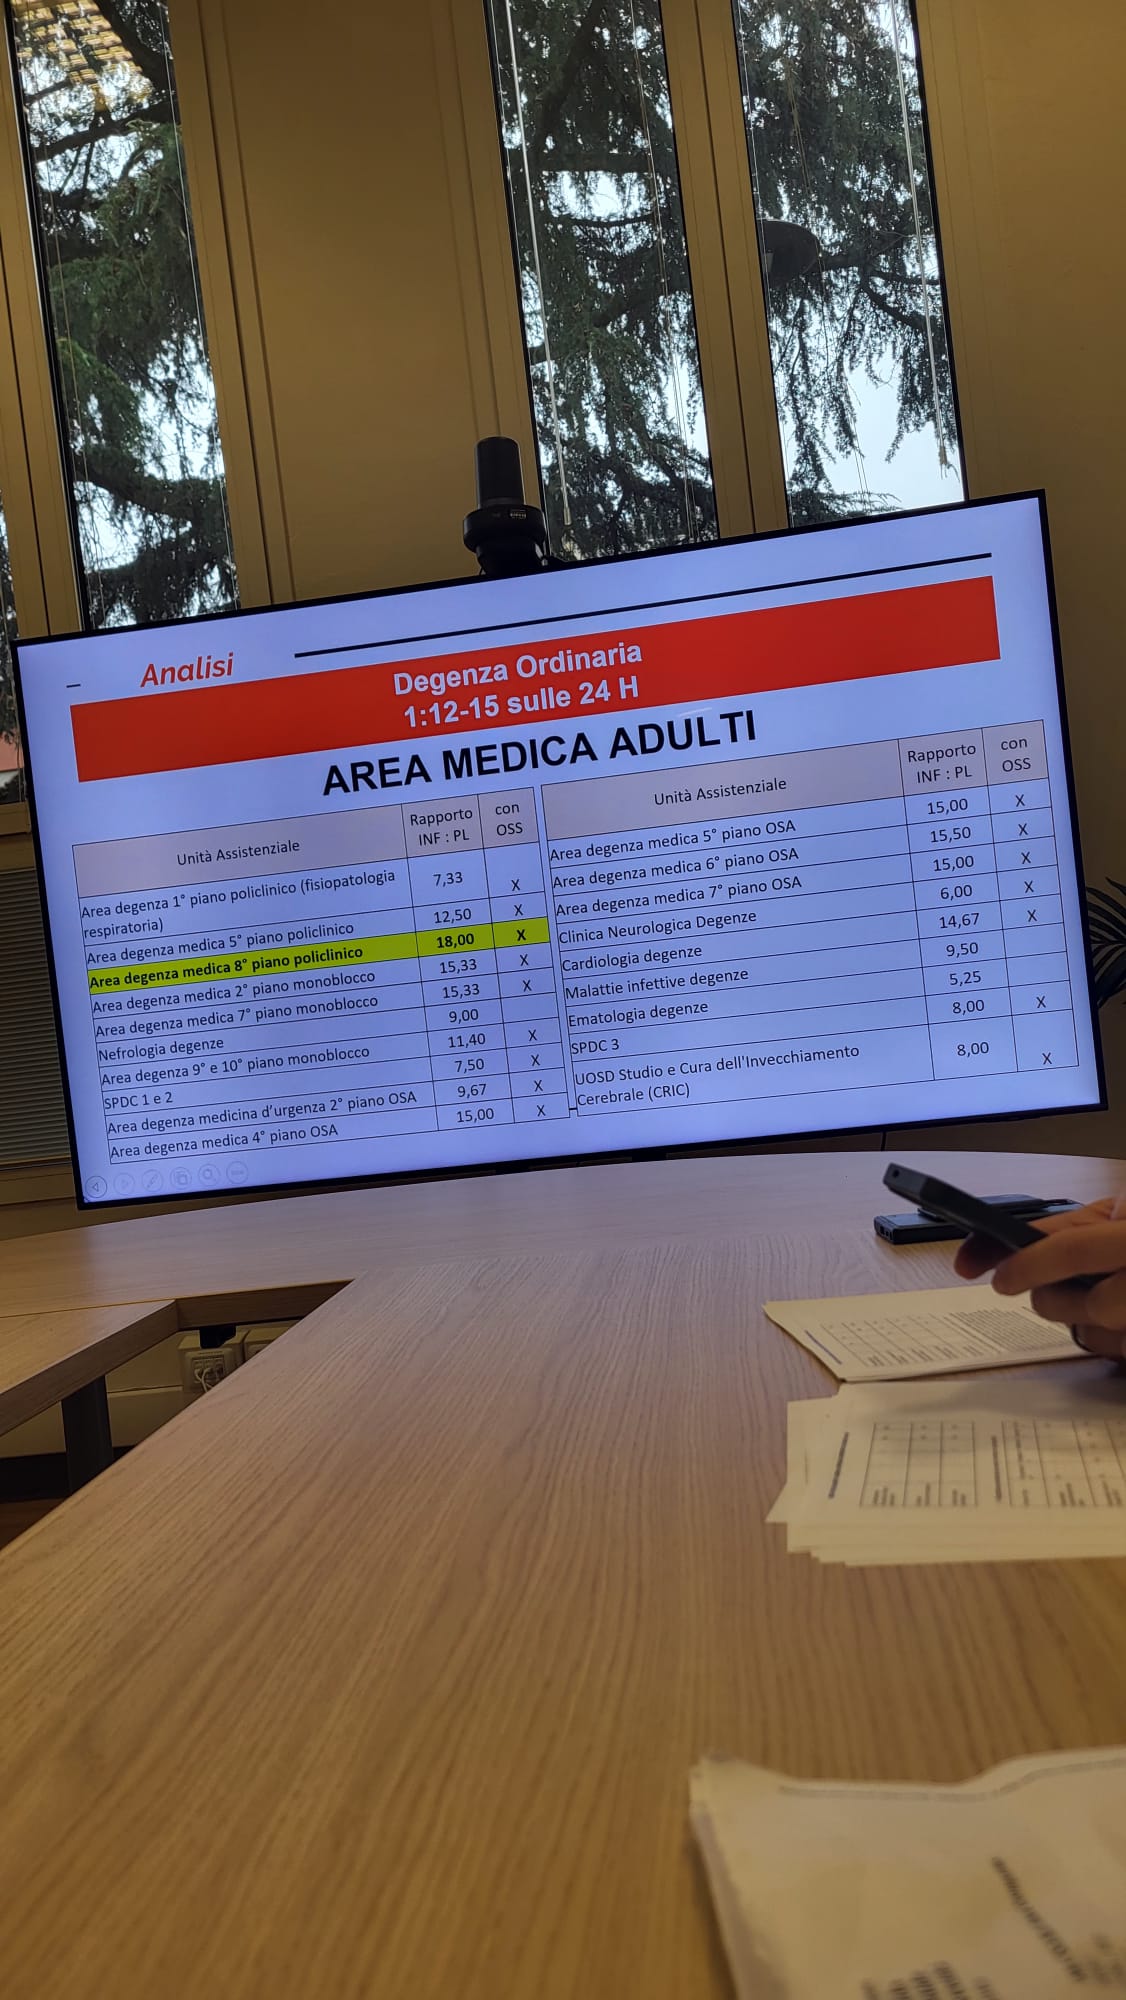 Analisi
Degenza Ordinaria
1:12-15 sulle 24 H
AREA MEDICA ADULTI
Unità Assistenziale Rapporto INF : PL con OSS
Area degenza 1° piano policlinico (fisiopatologia
respiratoria) 7,33 X
Area degenza medica 5° piano policlinico 12,50 X
Area degenza medica 8° piano policlinico 18,00 X
Area degenza medica 2° piano monoblocco 15,33 X
Area degenza medica 7° piano monoblocco 15,33 X
Nefrologia degenze 9,00
Area degenza 9° e 10° piano monoblocco 11,40 X
SPDC 1 e 2 7,50 X
Area degenza medicina d'urgenza 2° piano OSA 9,67 X
Area degenza medica 4° piano OSA 15,00 X
Unità Assistenziale Rapporto INF : PL con OSS
Area degenza medica 5° piano OSA 15,00 X
Area degenza medica 6° piano OSA 15,50 X
Area degenza medica 7° piano OSA 15,00 X
Clinica Neurologica Degenze 6,00 X
Cardiologia degenze 14,67 X
Malattie infettive degenze 9,50
Ematologia degenze 5,25
SPDC 3 8,00 X
UOSD Studio e Cura dell'Invecchiamento
Cerebrale (CRIC) 8,00 X